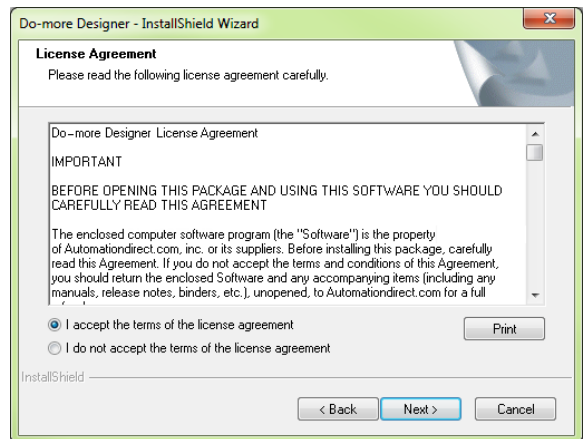 Do-more Designer - InstallShield Wizard
License Agreement
Please read the following license agreement carefully.
Do-more Designer License Agreement
IMPORTANT
BEFORE OPENING THIS PACKAGE AND USING THIS SOFTWARE YOU SHOULD
CAREFULLY READ THIS AGREEMENT
The enclosed computer software program (the "Software") is the property
of Automationdirect.com, inc. or its suppliers. Before installing this package, carefully
read this Agreement. If you do not accept the terms and conditions of this Agreement,
you should return the enclosed Software and any accompanying items (including any
manuals, release notes, binders, etc.), unopened, to Automationdirect.com for a full
I accept the terms of the license agreement
Print
I do not accept the terms of the license agreement
InstallShield
< Back
Next >
Cancel